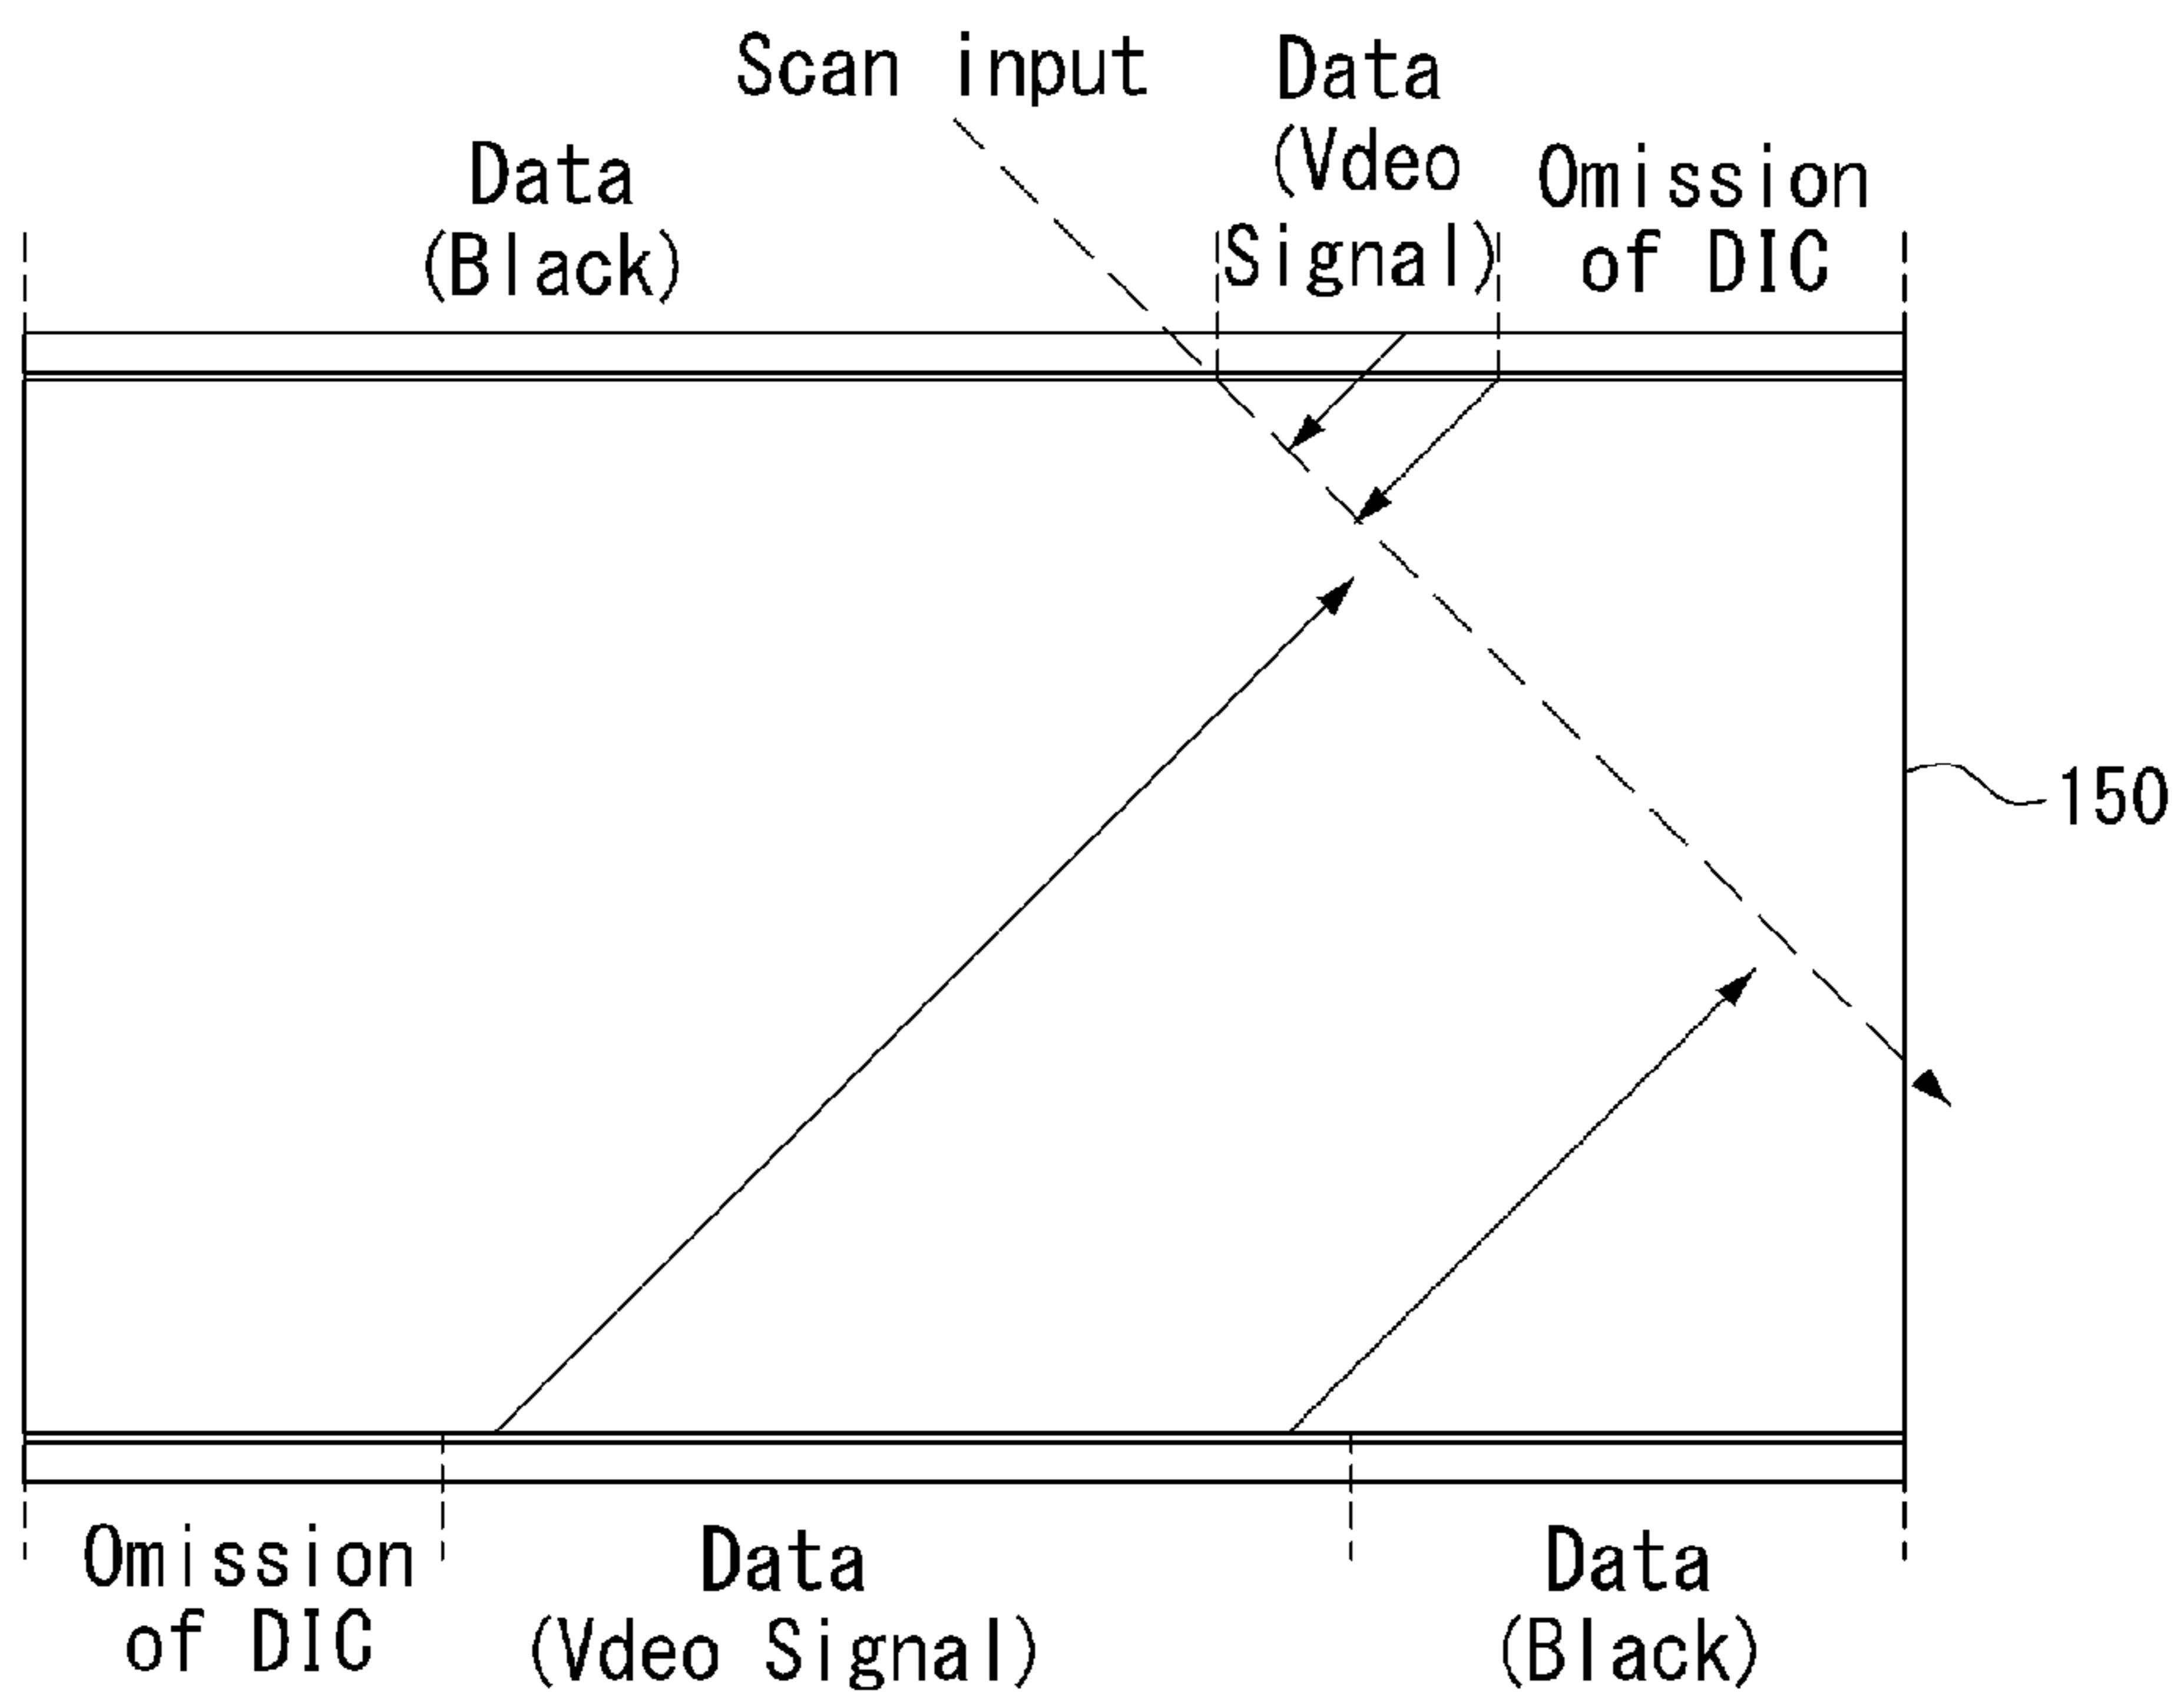 Scan input
Data
(Vdeo
Signal)
Data
(Black)
Omission
of DIC
150
Omission
of DIC
Data
(Vdeo Signal)
Data
(Black)